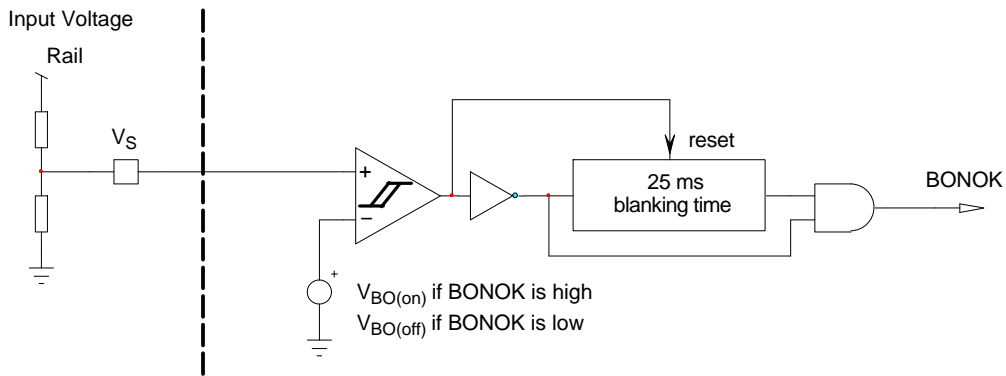 Input Voltage
Rail
VS
+
−
reset
25 ms
blanking time
BONOK
+
VBO(on) if BONOK is high
VBO(off) if BONOK is low